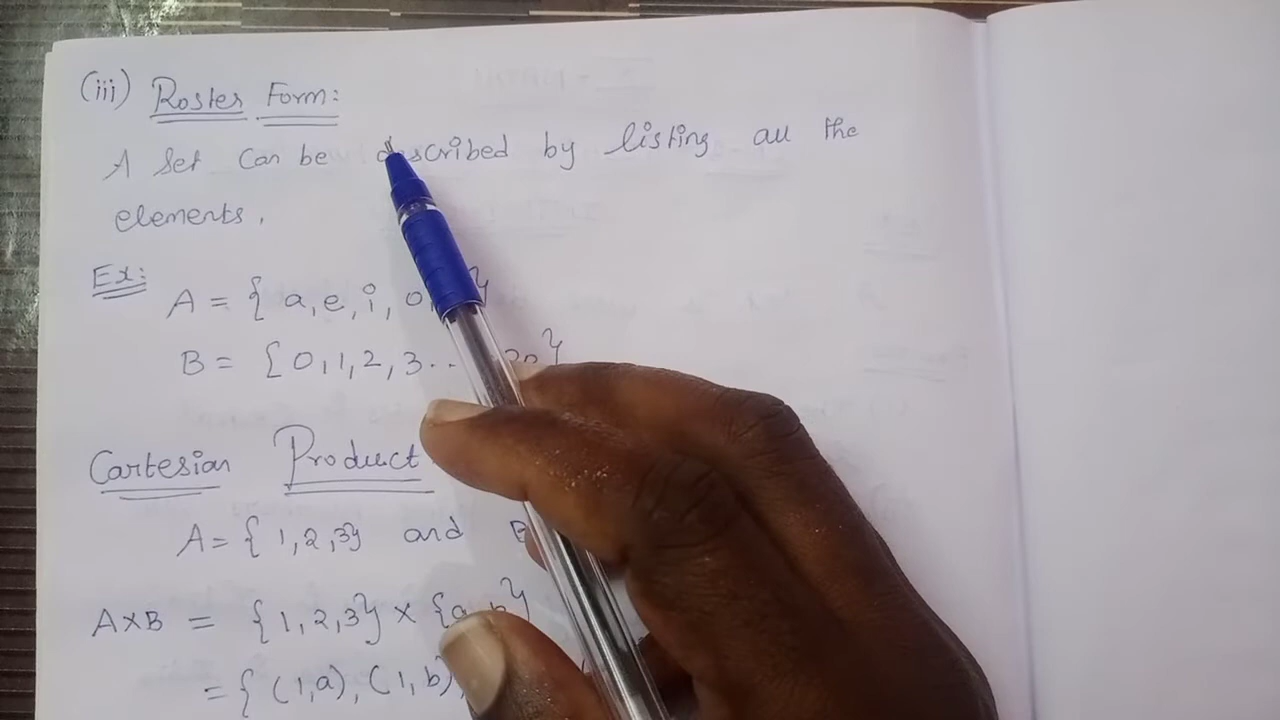 (iii) Roster Form:
A Set Can be described by listing all the
elements.
Ex:
A = { a, e, i, o, }
B = { 0, 1, 2, 3 .. }
Cartesian Product
A = { 1, 2, 3} and B
A×B = { 1, 2, 3} × {a, b}
= { (1,a), (1,b),